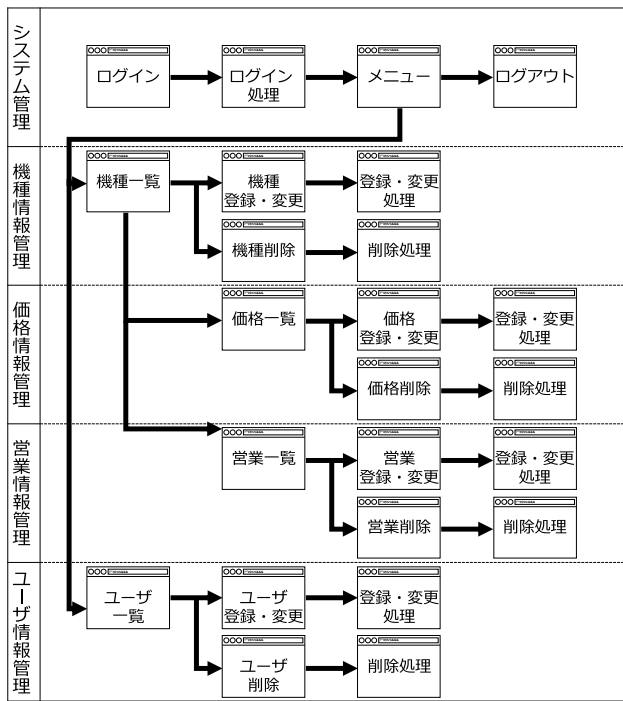 システム管理
ログイン
ログイン
処理
メニュー
ログアウト
機種情報管理
機種一覧
機種
登録・変更
登録・変更
処理
機種削除
削除処理
価格情報管理
価格一覧
価格
登録・変更
登録・変更
処理
価格削除
削除処理
営業情報管理
営業一覧
営業
登録・変更
登録・変更
処理
営業削除
削除処理
ユーザ情報管理
ユーザ
一覧
ユーザ
登録・変更
登録・変更
処理
ユーザ
削除
削除処理